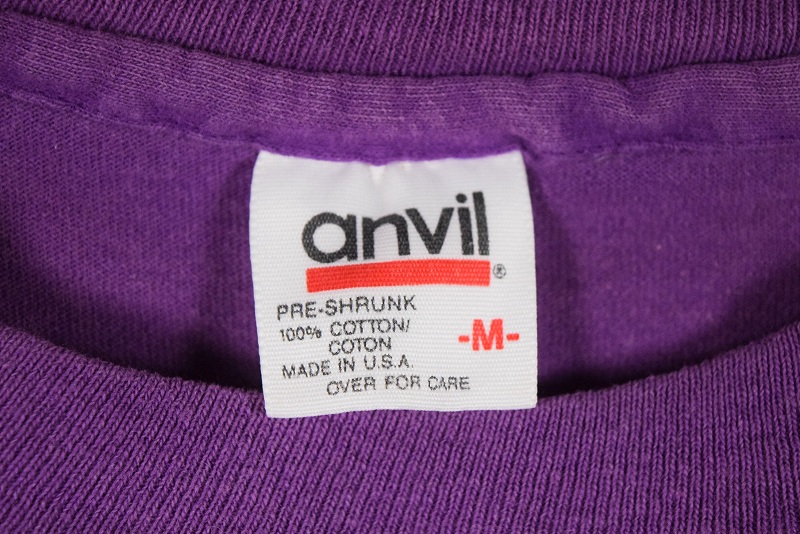 anvil®
PRE-SHRUNK
100% COTTON/
COTON
-M-
MADE IN U.S.A.
OVER FOR CARE